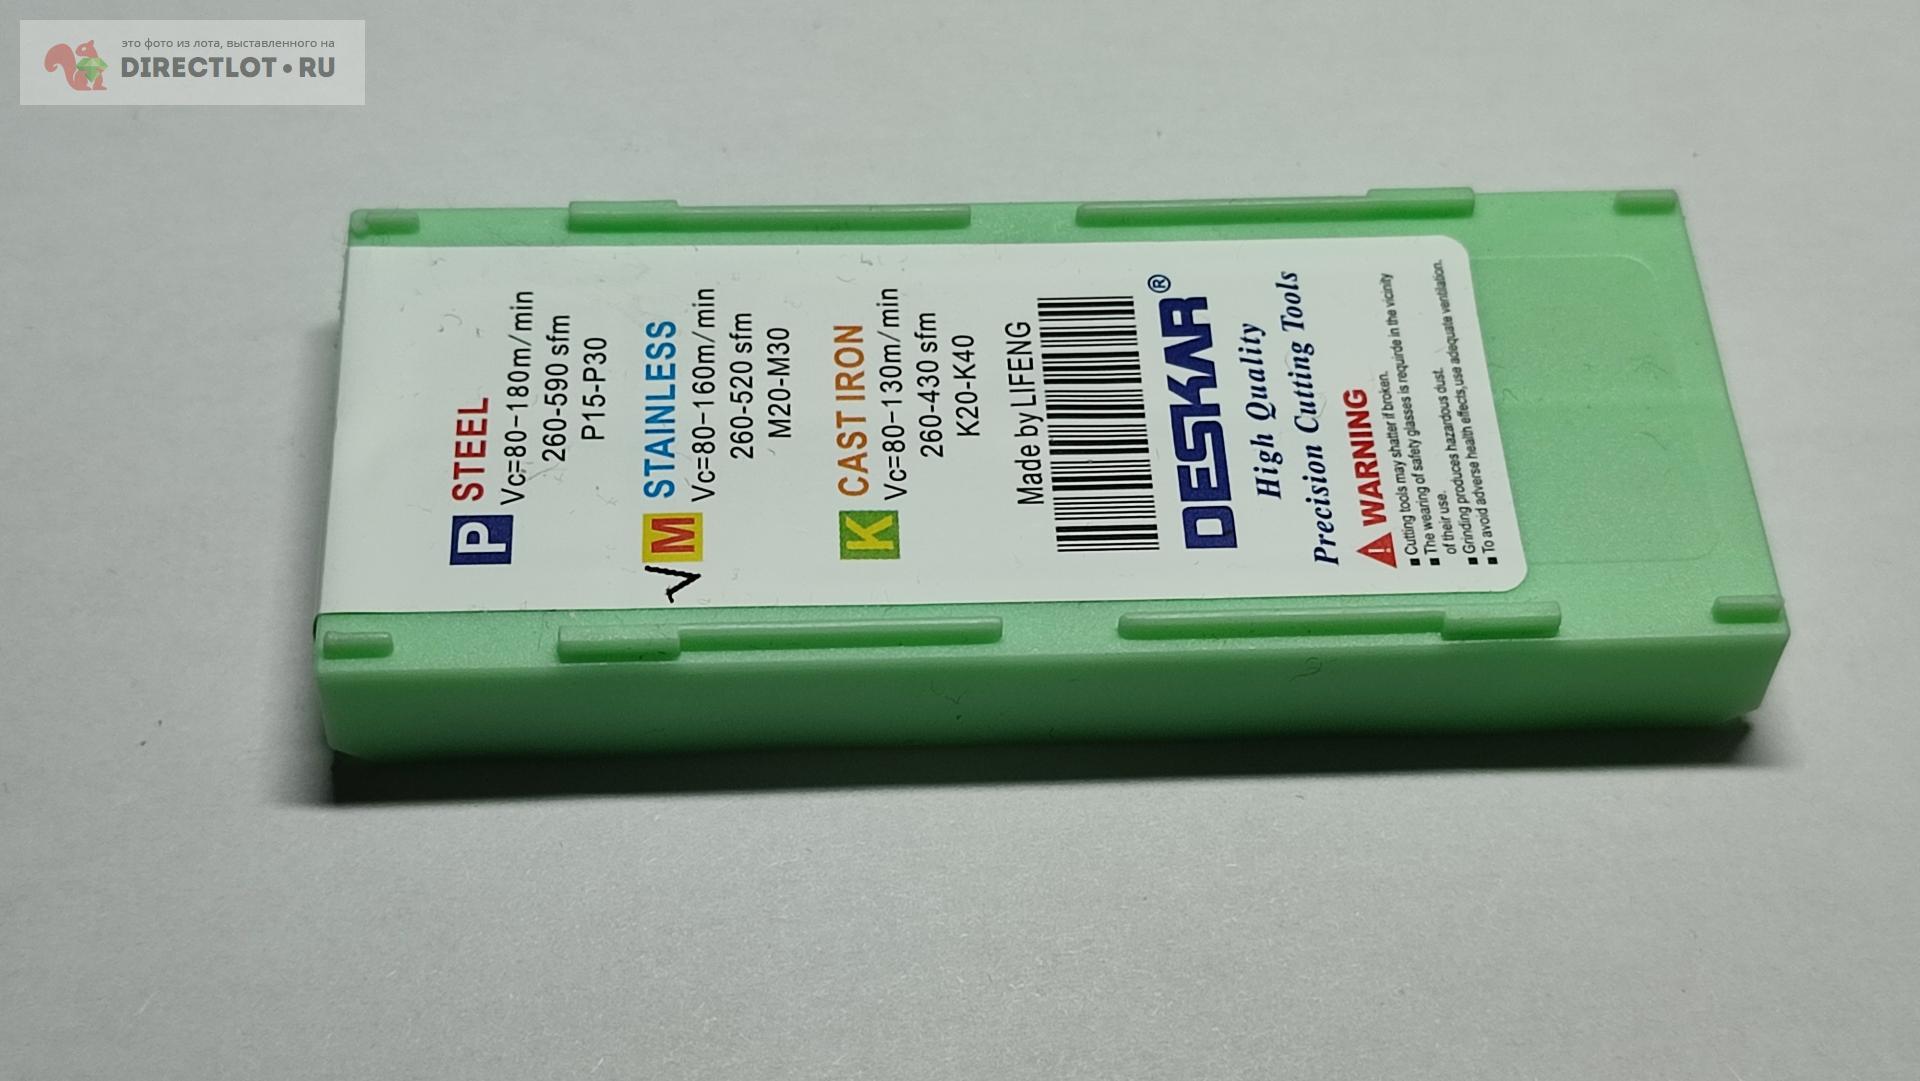 это фото из лота, выставленного на
DIRECTLOT•RU
P STEEL
Vc=80-180m/min
260-590 sfm
P15-P30
√ M STAINLESS
Vc=80-160m/min
260-520 sfm
M20-M30
K CAST IRON
Vc=80-130m/min
260-430 sfm
K20-K40
Made by LIFENG
DESKAR®
High Quality
Precision Cutting Tools
WARNING
■ Cutting tools may shatter if broken.
■ The wearing of safety glasses is requirde in the vicinity
of their use.
■ Grinding produces hazardous dust.
■ To avoid adverse health effects,use adequate ventilation.